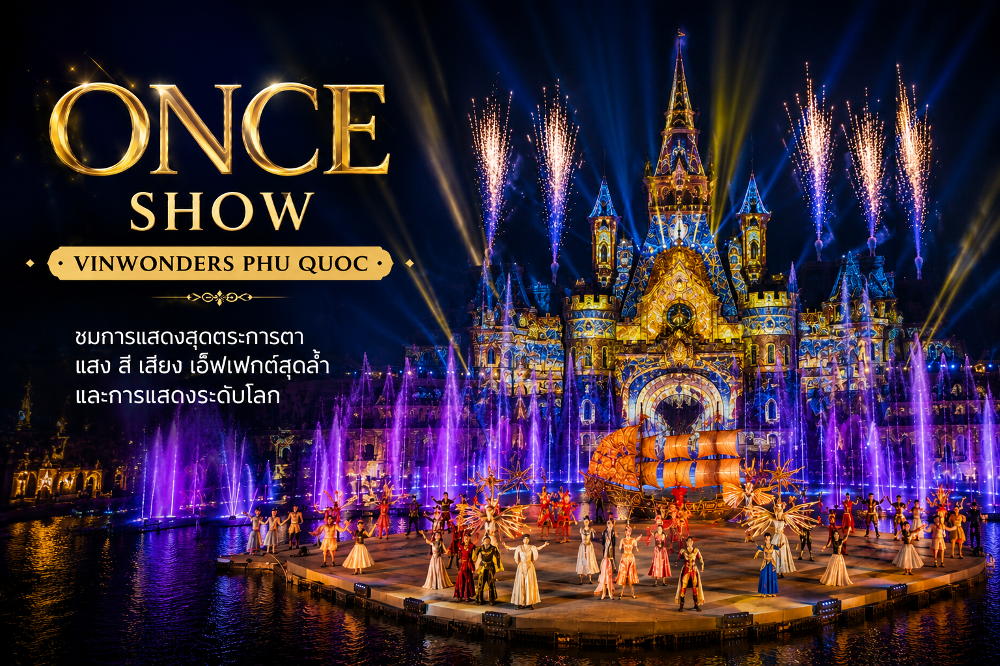 ONCE
SHOW
VINWONDERS PHU QUOC
ชมการแสดงสุดตระการตา
แสง สี เสียง เอ็ฟเฟกต์สุดล้ำ
และการแสดงระดับโลก